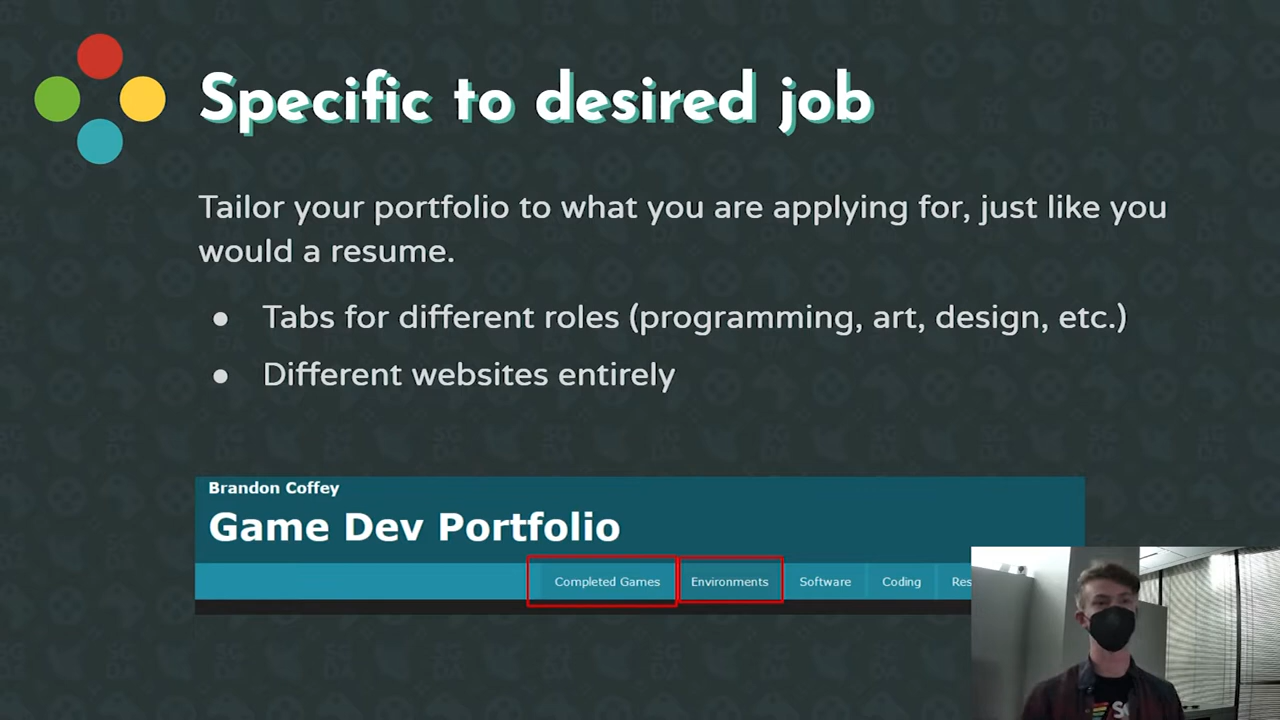 Specific to desired job
Tailor your portfolio to what you are applying for, just like you
would a resume.
● Tabs for different roles (programming, art, design, etc.)
● Different websites entirely
Brandon Coffey
Game Dev Portfolio
Completed Games Environments Software Coding